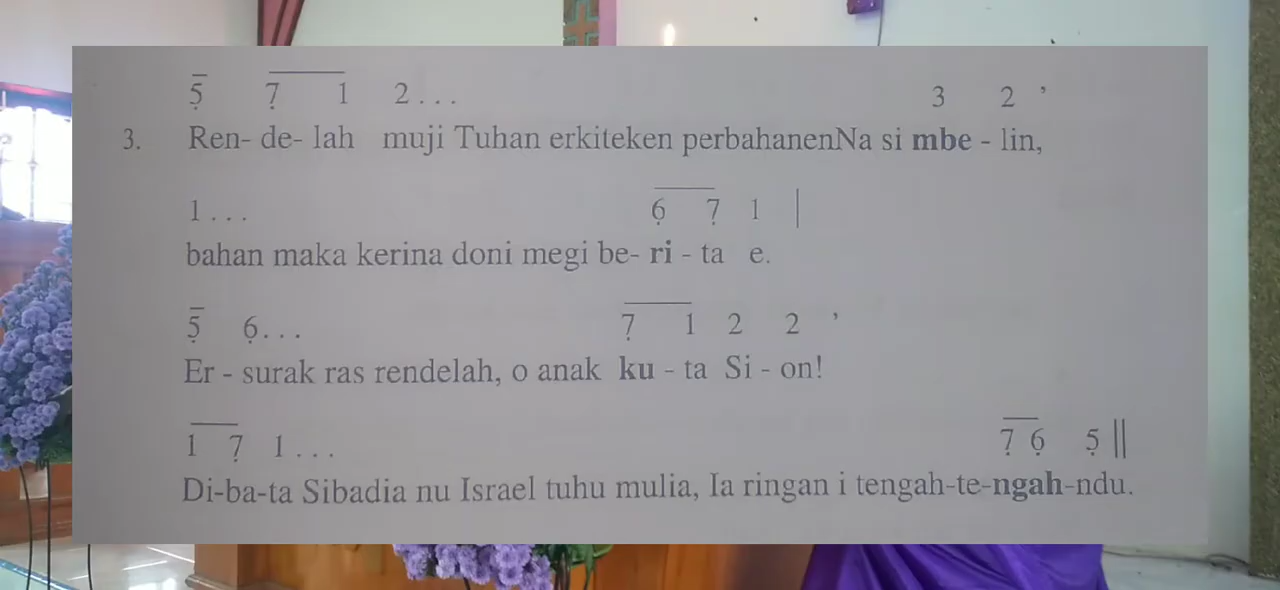 5̣̅ 7̣ 1 2... 3 2 ’
3. Ren- de- lah muji Tuhan erkiteken perbahanenNa si mbe - lin,
1... 6̣ 7̣ 1 |
bahan maka kerina doni megi be- ri - ta e.
5̣̅ 6̣... 7̣ 1 2 2 ’
Er - surak ras rendelah, o anak ku - ta Si - on!
1 7̣ 1... 7̣ 6̣ 5̣ ||
Di-ba-ta Sibadia nu Israel tuhu mulia, Ia ringan i tengah-te-ngah-ndu.